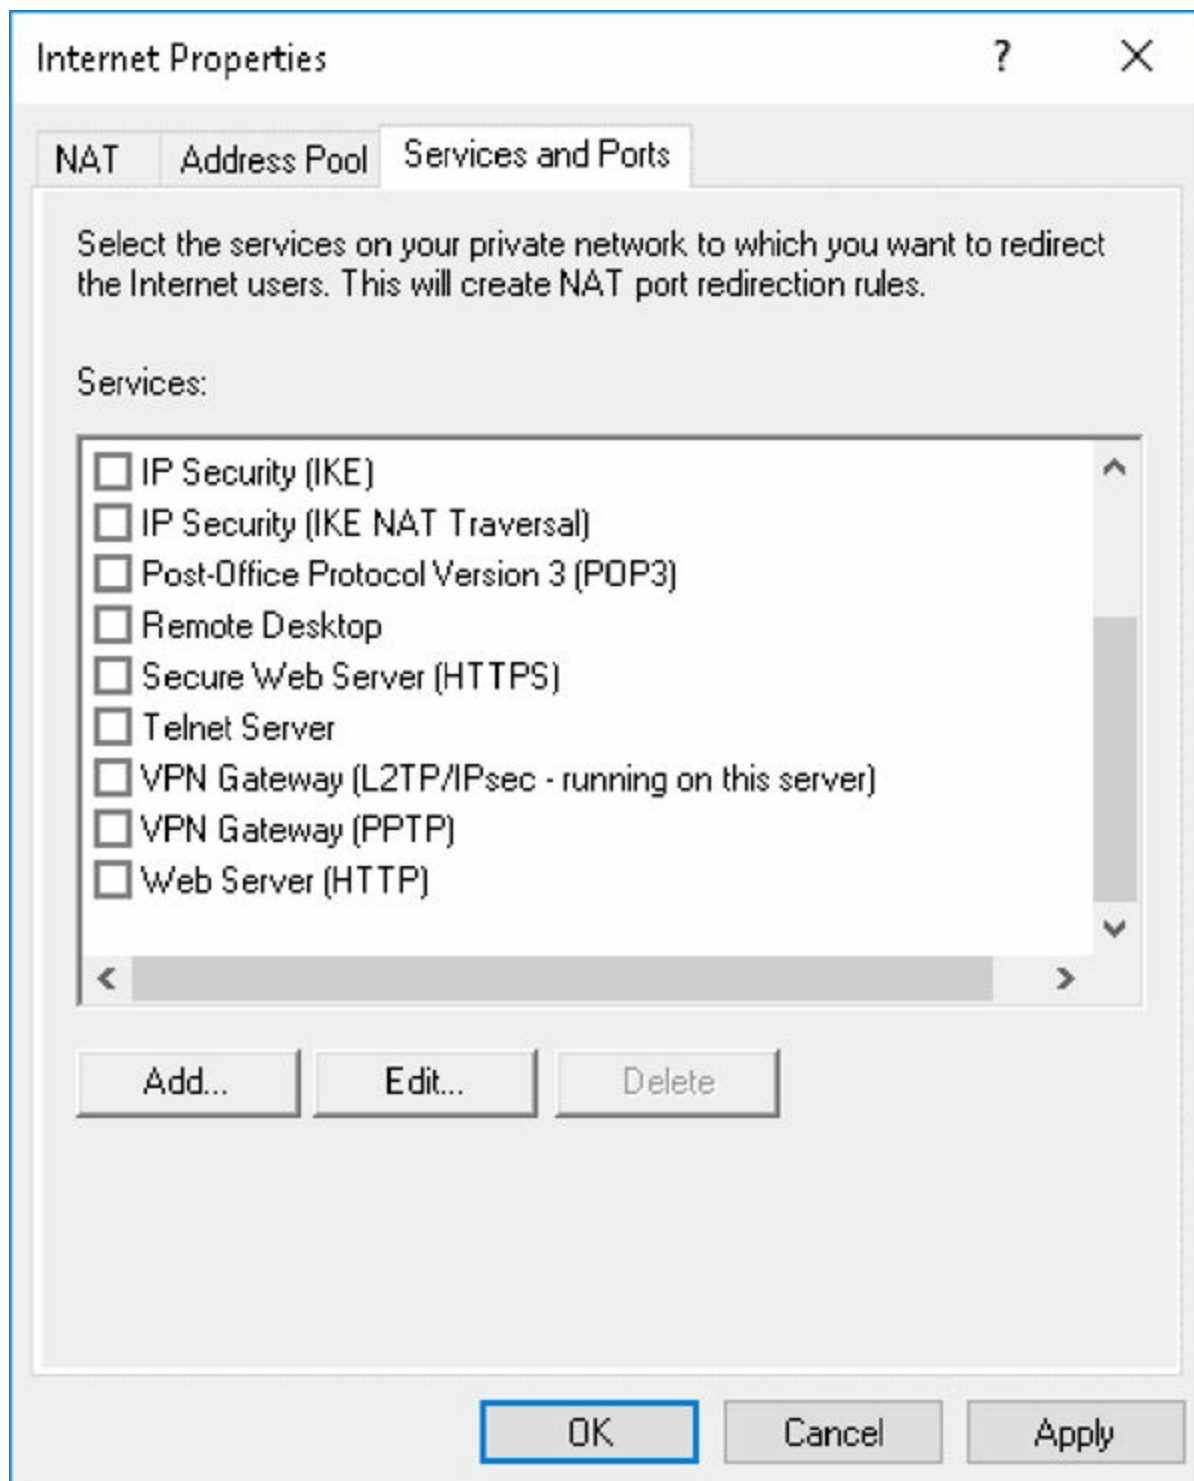 Internet Properties
?
NAT
Address Pool
Services and Ports
Select the services on your private network to which you want to redirect
the Internet users. This will create NAT port redirection rules.
Services:
IP Security (IKE)
IP Security (IKE NAT Traversal)
Post-Office Protocol Version 3 (POP3)
Remote Desktop
Secure Web Server (HTTPS)
Telnet Server
VPN Gateway (L2TP/IPsec - running on this server)
VPN Gateway (PPTP)
Web Server (HTTP)
Add...
Edit...
Delete
OK
Cancel
Apply